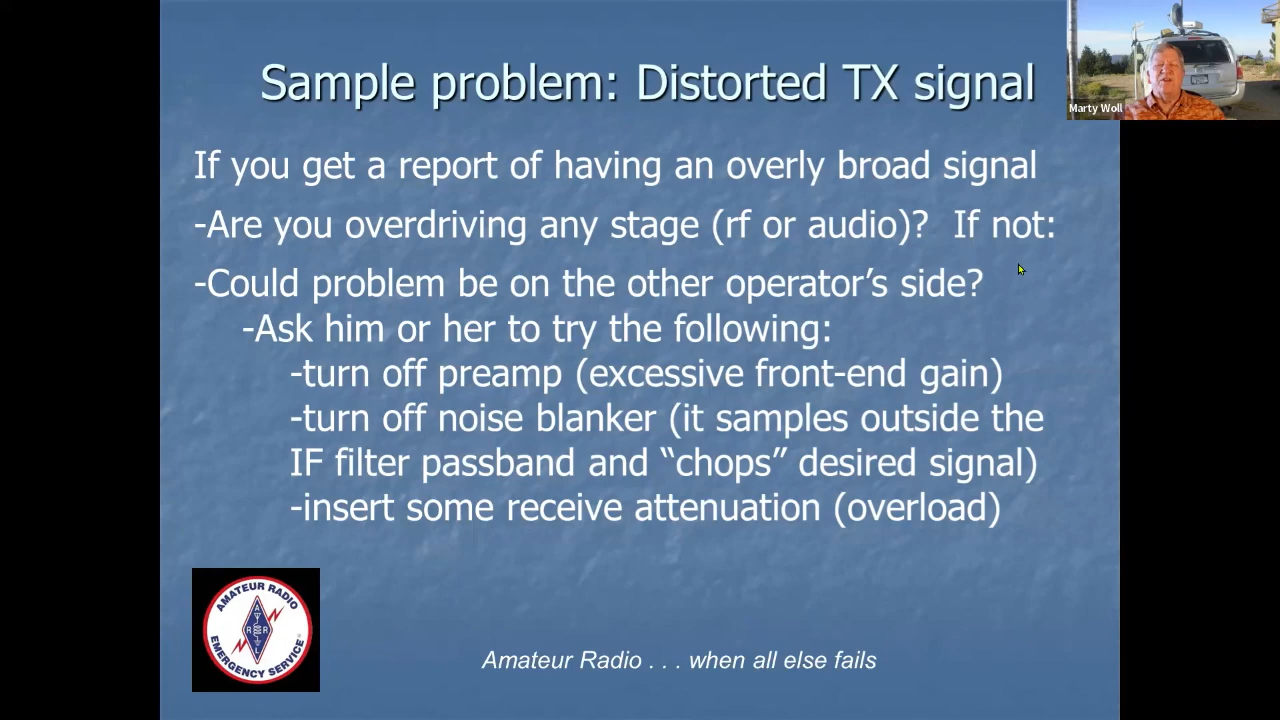 Sample problem: Distorted TX signal
Marty Woll
If you get a report of having an overly broad signal
-Are you overdriving any stage (rf or audio)?  If not:
-Could problem be on the other operator’s side?
-Ask him or her to try the following:
-turn off preamp (excessive front-end gain)
-turn off noise blanker (it samples outside the
IF filter passband and “chops” desired signal)
-insert some receive attenuation (overload)
AMATEUR RADIO
A
R R
L
EMERGENCY SERVICE
Amateur Radio . . . when all else fails